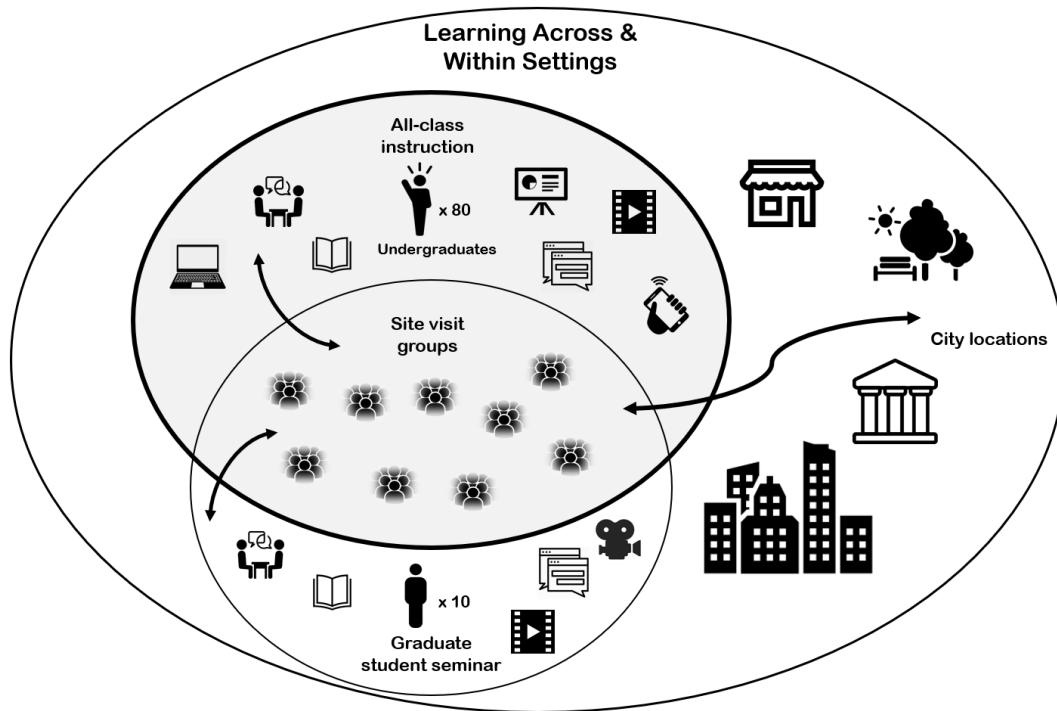 Learning Across &
Within Settings
All-class
instruction
x 80
Undergraduates
Site visit
groups
City locations
x 10
Graduate
student seminar